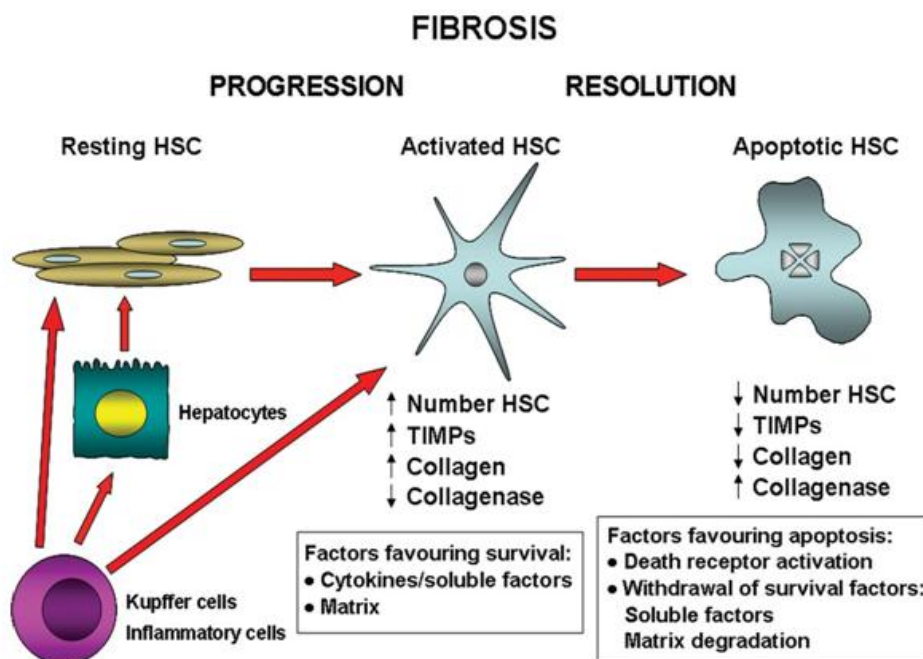 FIBROSIS
PROGRESSION
RESOLUTION
Resting HSC
Activated HSC
Apoptotic HSC
Hepatocytes
Kupffer cells
Inflammatory cells
↑ Number HSC
↑ TIMPs
↑ Collagen
↓ Collagenase
↓ Number HSC
↓ TIMPs
↓ Collagen
↑ Collagenase
Factors favouring survival:
• Cytokines/soluble factors
• Matrix
Factors favouring apoptosis:
• Death receptor activation
• Withdrawal of survival factors:
Soluble factors
Matrix degradation